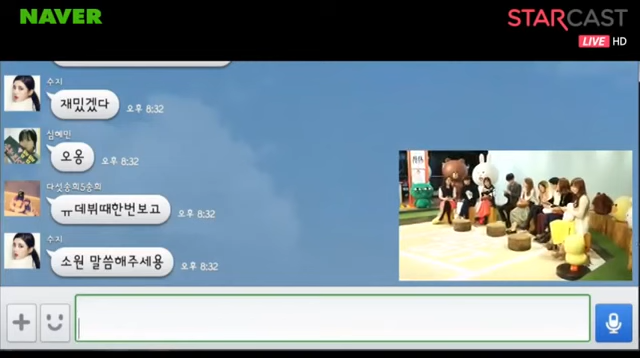 NAVER
STARCAST
LIVE HD
수지
재밌겠다
오후 8:32
심혜민
오옹
오후 8:32
다섯송희5송희
ㅠ데뷔때한번보고
오후 8:32
수지
소원 말씀해주세용
오후 8:32